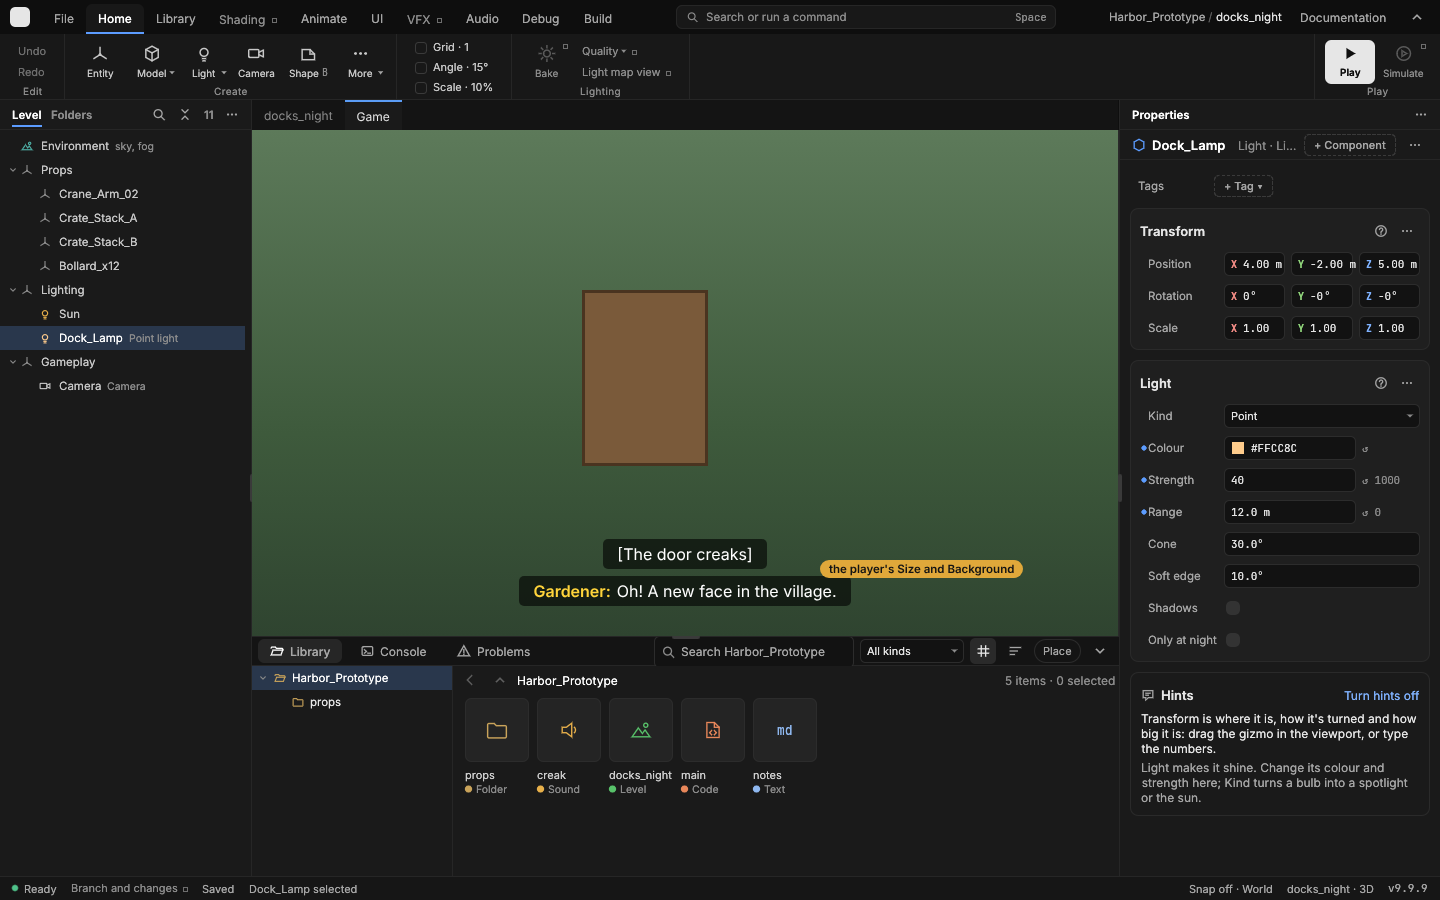 File
Home
Library
Shading
Animate
UI
VFX
Audio
Debug
Build
Search or run a command
Space
Harbor_Prototype / docks_night
Documentation
Undo
Redo
Edit
Entity
Model
Light
Camera
Shape B
More
Create
Grid · 1
Angle · 15°
Scale · 10%
Bake
Quality
Light map view
Lighting
Play
Simulate
Play
Level
Folders
11
docks_night
Game
Properties
Environment sky, fog
Props
Crane_Arm_02
Crate_Stack_A
Crate_Stack_B
Bollard_x12
Lighting
Sun
Dock_Lamp Point light
Gameplay
Camera Camera
[The door creaks]
the player's Size and Background
Gardener: Oh! A new face in the village.
Dock_Lamp
Light · Li...
+ Component
Tags
+ Tag
Transform
Position X 4.00 m Y -2.00 m Z 5.00 m
Rotation X 0° Y -0° Z -0°
Scale X 1.00 Y 1.00 Z 1.00
Light
Kind Point
Colour #FFCC8C
Strength 40 1000
Range 12.0 m 0
Cone 30.0°
Soft edge 10.0°
Shadows
Only at night
Hints
Turn hints off
Transform is where it is, how it's turned and how
big it is: drag the gizmo in the viewport, or type
the numbers.
Light makes it shine. Change its colour and
strength here; Kind turns a bulb into a spotlight
or the sun.
Library
Console
Problems
Search Harbor_Prototype
All kinds
Place
Harbor_Prototype
props
Harbor_Prototype
5 items · 0 selected
md
props
Folder
creak
Sound
docks_night
Level
main
Code
notes
Text
Ready
Branch and changes
Saved
Dock_Lamp selected
Snap off · World
docks_night · 3D
v9.9.9